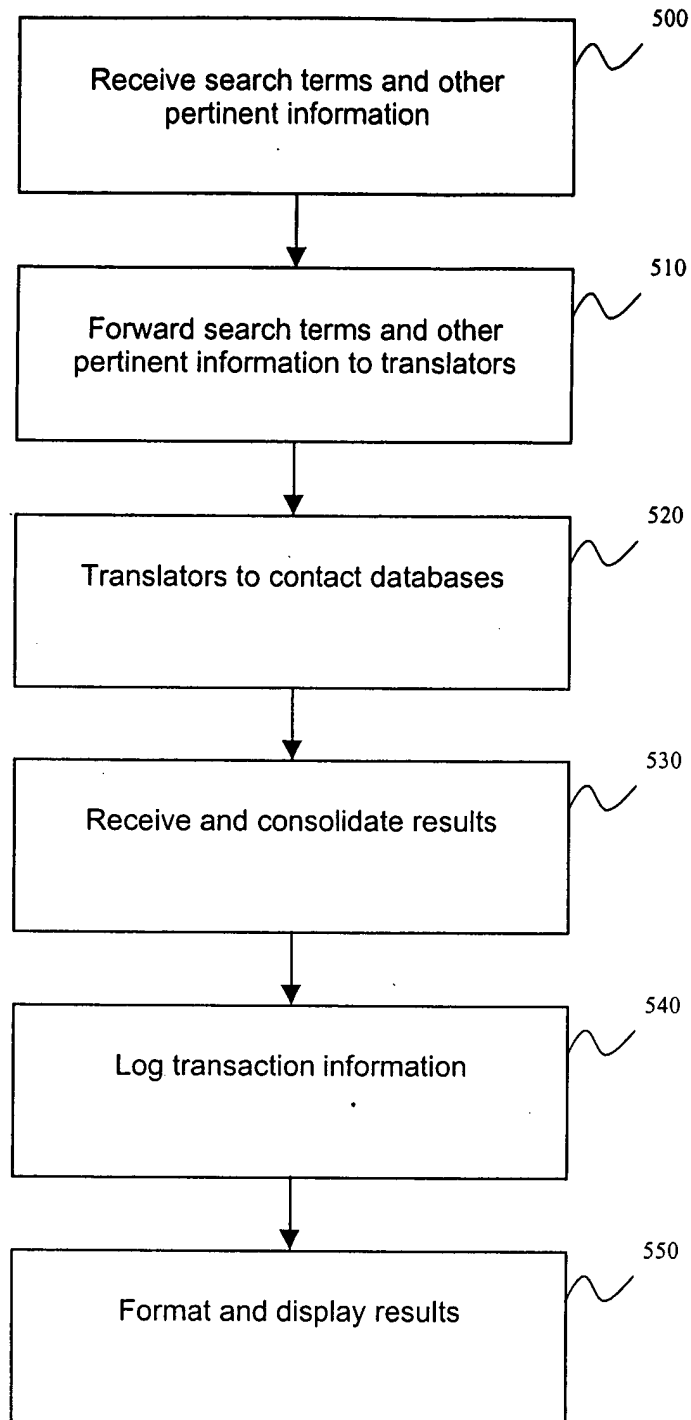 500
Receive search terms and other
pertinent information
510
Forward search terms and other
pertinent information to translators
520
Translators to contact databases
530
Receive and consolidate results
540
Log transaction information
550
Format and display results